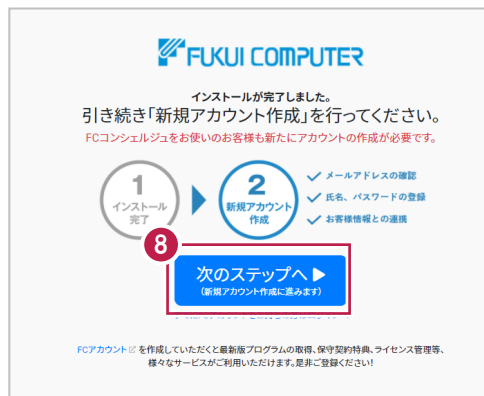 FUKUI COMPUTER
インストールが完了しました。
引き続き「新規アカウント作成」を行ってください。
FCコンシェルジュをお使いのお客様も新たにアカウントの作成が必要です。
1
インストール
完了
2
新規アカウント
作成
メールアドレスの確認
氏名、パスワードの登録
お客様情報との連携
8
次のステップへ ▶
(新規アカウント作成に進みます)
FCアカウント を作成していただくと最新版プログラムの取得、保守契約特典、ライセンス管理等、
様々なサービスがご利用いただけます。是非ご登録ください!